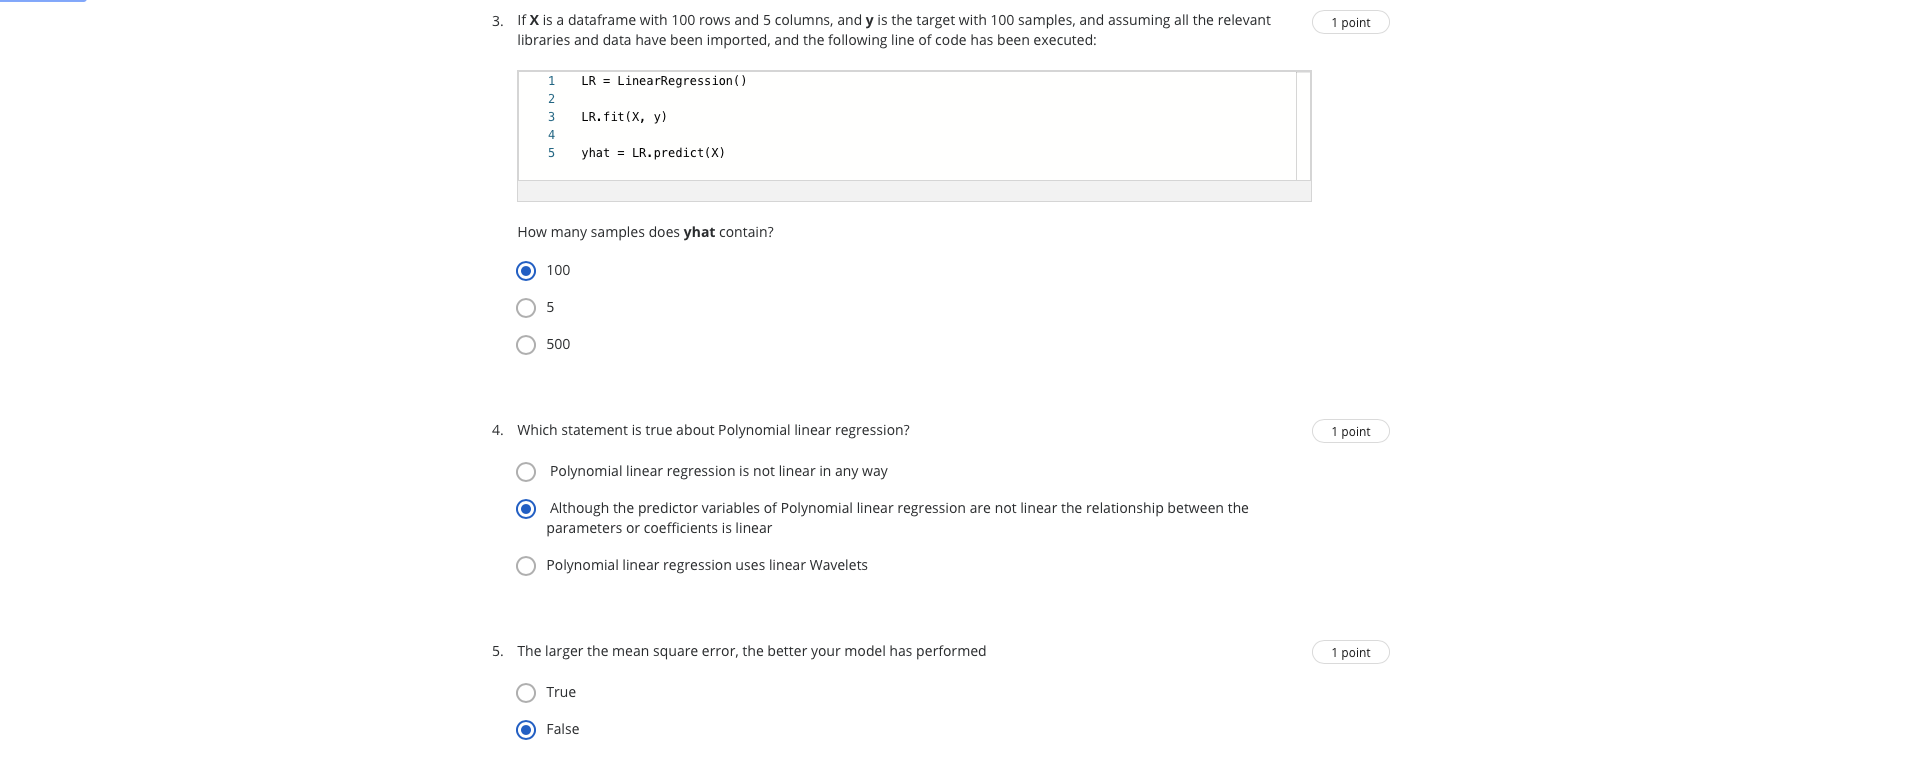 3. If X is a dataframe with 100 rows and 5 columns, and y is the target with 100 samples, and assuming all the relevant
libraries and data have been imported, and the following line of code has been executed:
1 point
1 LR = LinearRegression()
2
3 LR.fit(X, y)
4
5 yhat = LR.predict(X)
How many samples does yhat contain?
100
5
500
4. Which statement is true about Polynomial linear regression?
1 point
Polynomial linear regression is not linear in any way
Although the predictor variables of Polynomial linear regression are not linear the relationship between the
parameters or coefficients is linear
Polynomial linear regression uses linear Wavelets
5. The larger the mean square error, the better your model has performed
1 point
True
False